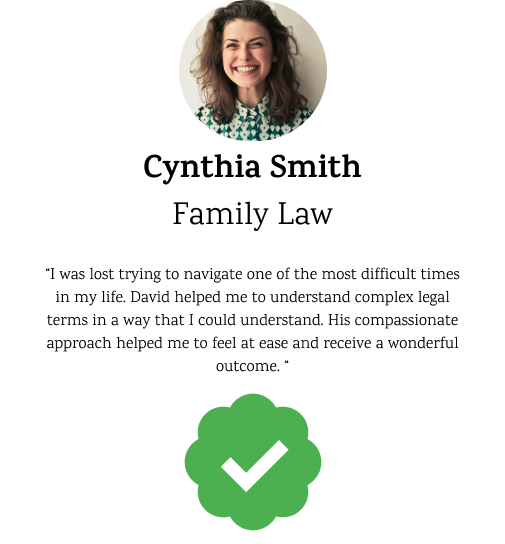 Cynthia Smith
Family Law
“I was lost trying to navigate one of the most difficult times
in my life. David helped me to understand complex legal
terms in a way that I could understand. His compassionate
approach helped me to feel at ease and receive a wonderful
outcome. “